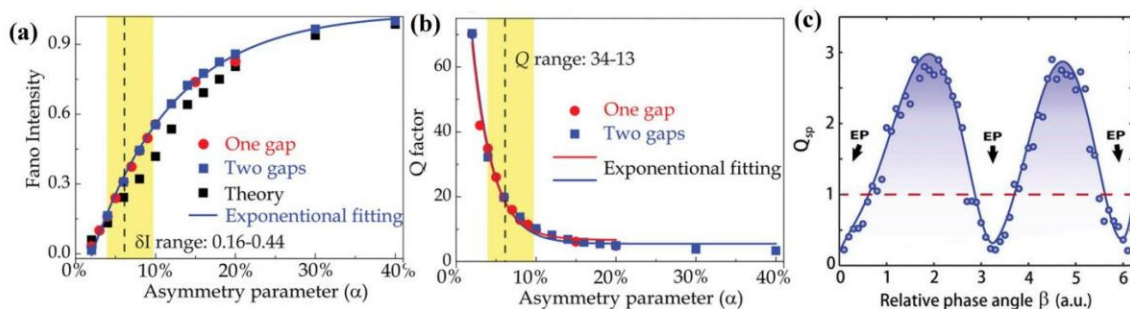 (a)
Fano Intensity
0.9
0.6
0.3
0.0
One gap
Two gaps
Theory
Exponentional fitting
δI range: 0.16-0.44
0%
10%
20%
30%
40%
Asymmetry parameter (α)
(b)
Q factor
80
60
40
20
0
Q range: 34-13
One gap
Two gaps
Exponentional fitting
0%
10%
20%
30%
40%
Asymmetry parameter (α)
(c)
Qsp
3
2
1
0
EP
EP
EP
0
1
2
3
4
5
6
Relative phase angle β (a.u.)